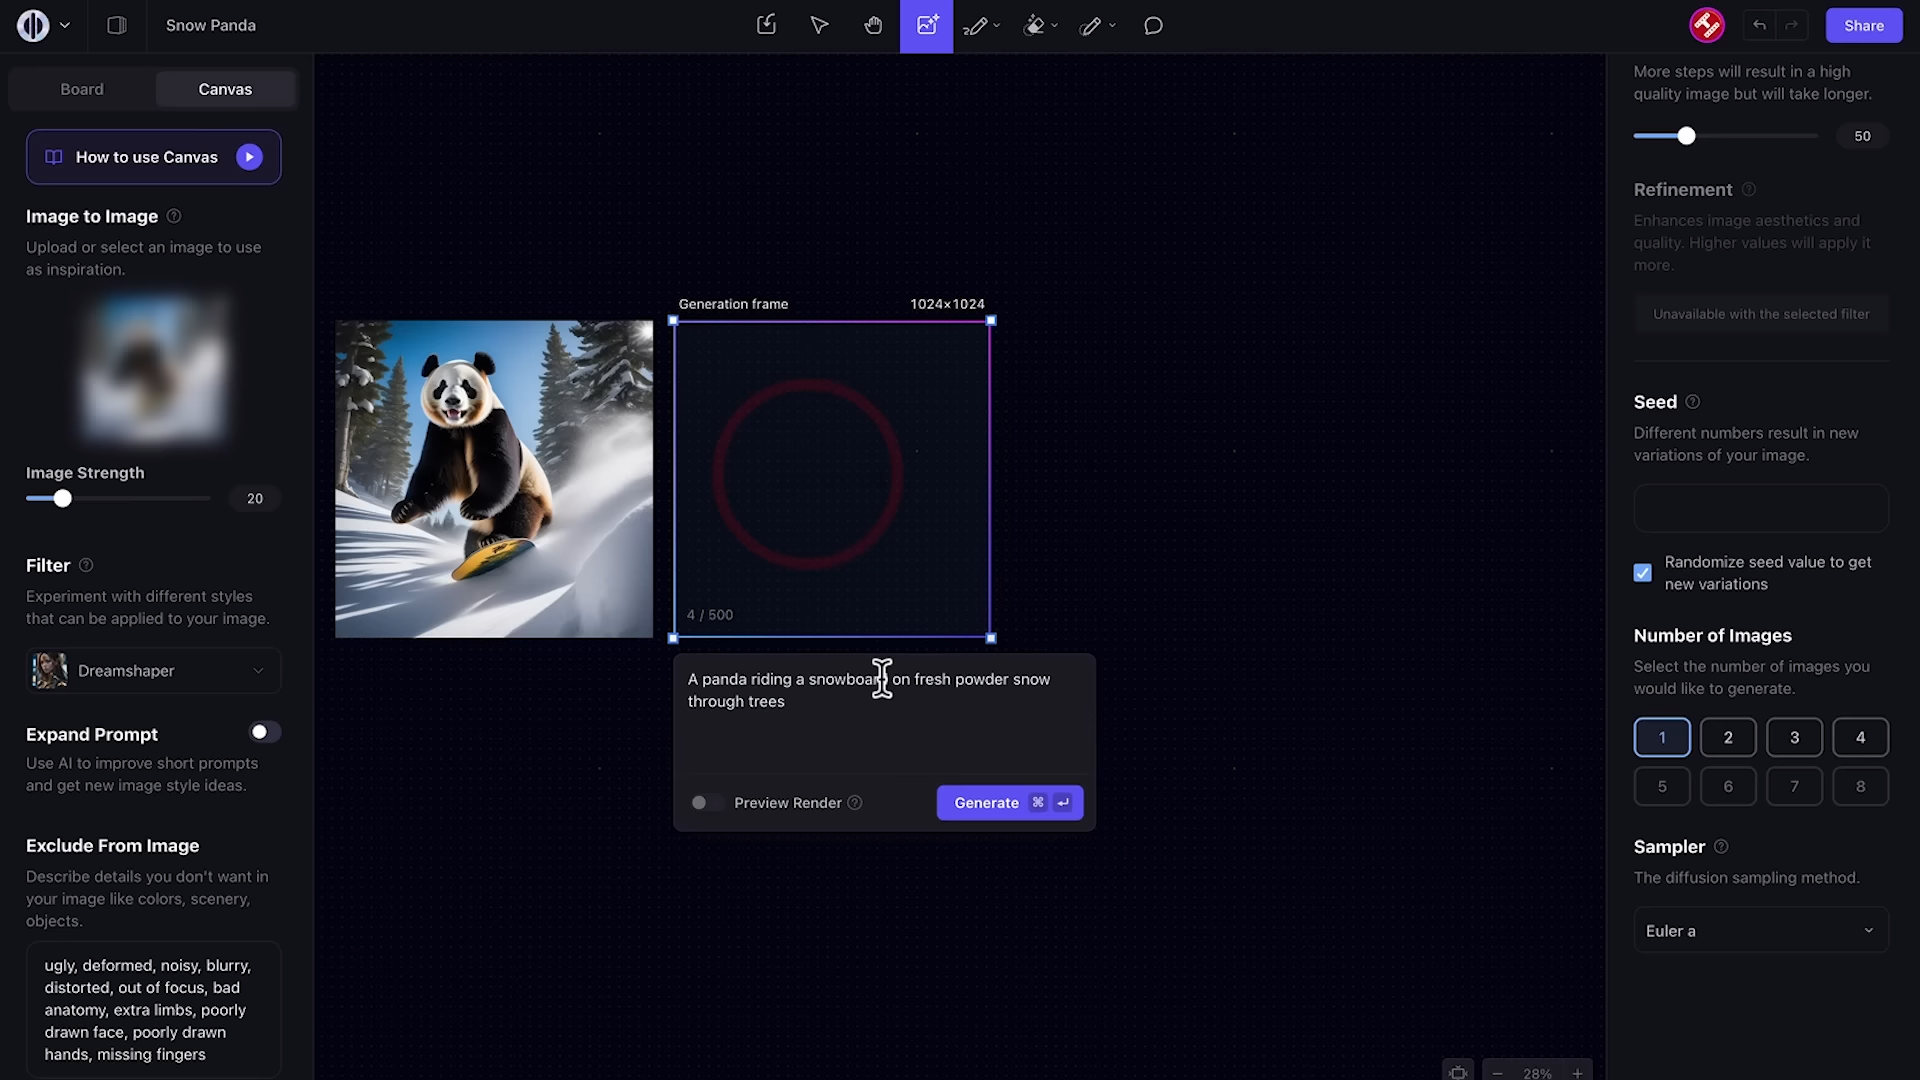 Snow Panda
Share
Board
Canvas
How to use Canvas
Image to Image
Upload or select an image to use
as inspiration.
Image Strength
20
Filter
Experiment with different styles
that can be applied to your image.
Dreamshaper
Expand Prompt
Use AI to improve short prompts
and get new image style ideas.
Exclude From Image
Describe details you don't want in
your image like colors, scenery,
objects.
ugly, deformed, noisy, blurry,
distorted, out of focus, bad
anatomy, extra limbs, poorly
drawn face, poorly drawn
hands, missing fingers
Generation frame 1024×1024
4 / 500
A panda riding a snowboard on fresh powder snow
through trees
Preview Render
Generate ⌘ ↵
28%
More steps will result in a high
quality image but will take longer.
50
Refinement
Enhances image aesthetics and
quality. Higher values will apply it
more.
Unavailable with the selected filter
Seed
Different numbers result in new
variations of your image.
Randomize seed value to get
new variations
Number of Images
Select the number of images you
would like to generate.
1 2 3 4
5 6 7 8
Sampler
The diffusion sampling method.
Euler a